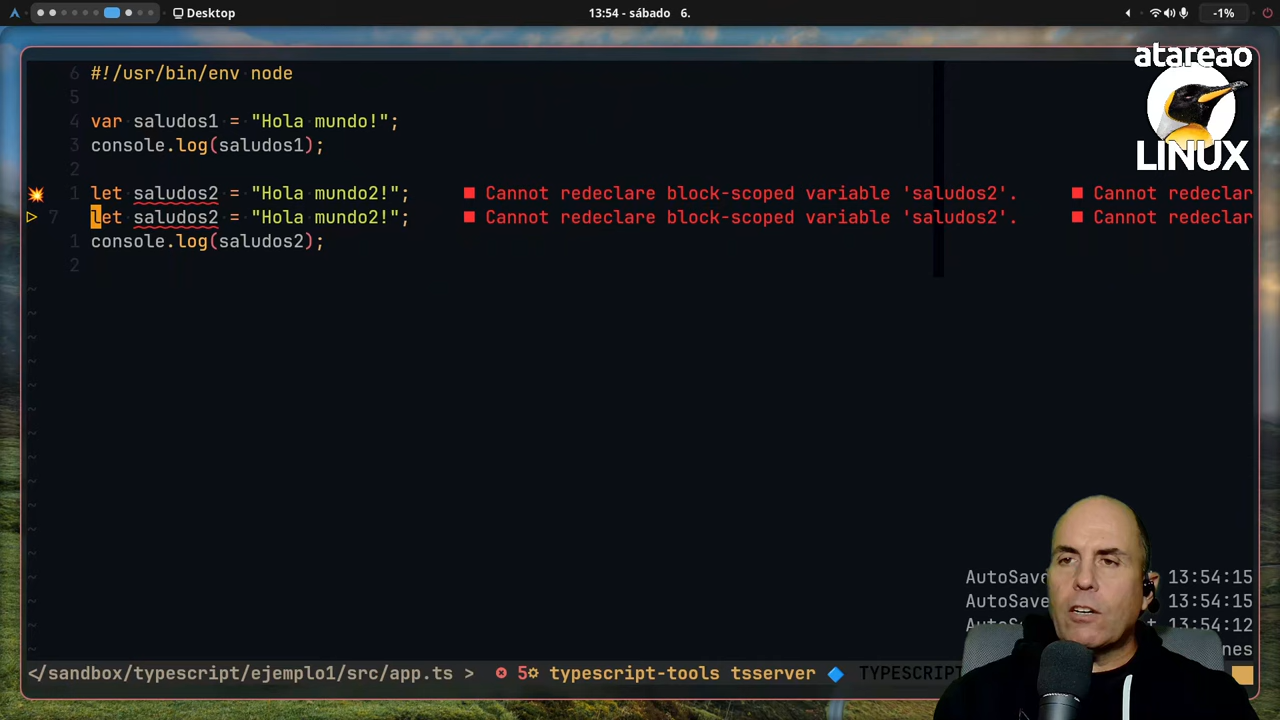 Desktop
13:54 - sábado 6.
-1%
atareao
LINUX
6 #!/usr/bin/env node
5
4 var saludos1 = "Hola mundo!";
3 console.log(saludos1);
2
1 let saludos2 = "Hola mundo2!"; ■ Cannot redeclare block-scoped variable 'saludos2'. ■ Cannot redeclar
7 let saludos2 = "Hola mundo2!"; ■ Cannot redeclare block-scoped variable 'saludos2'. ■ Cannot redeclar
1 console.log(saludos2);
2
AutoSave 13:54:15
AutoSave 13:54:15
13:54:12
</sandbox/typescript/ejemplo1/src/app.ts > 5 typescript-tools tsserver TYPESCRIPT